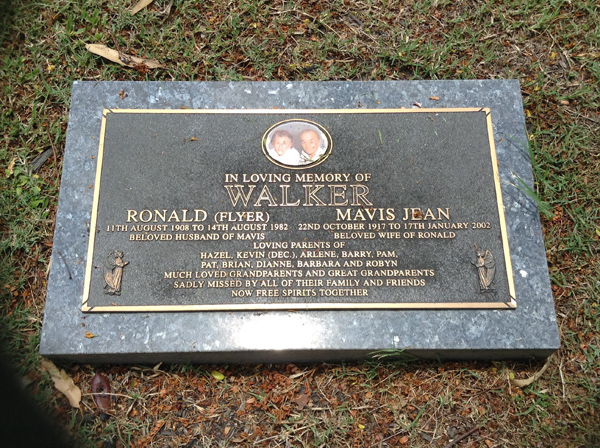 IN LOVING MEMORY OF
WALKER
RONALD (FLYER) MAVIS JEAN
11TH AUGUST 1908 TO 14TH AUGUST 1982 22ND OCTOBER 1917 TO 17TH JANUARY 2002
BELOVED HUSBAND OF MAVIS BELOVED WIFE OF RONALD
LOVING PARENTS OF
HAZEL, KEVIN (DEC.), ARLENE, BARRY, PAM,
PAT, BRIAN, DIANNE, BARBARA AND ROBYN
MUCH LOVED GRANDPARENTS AND GREAT GRANDPARENTS
SADLY MISSED BY ALL OF THEIR FAMILY AND FRIENDS
NOW FREE SPIRITS TOGETHER